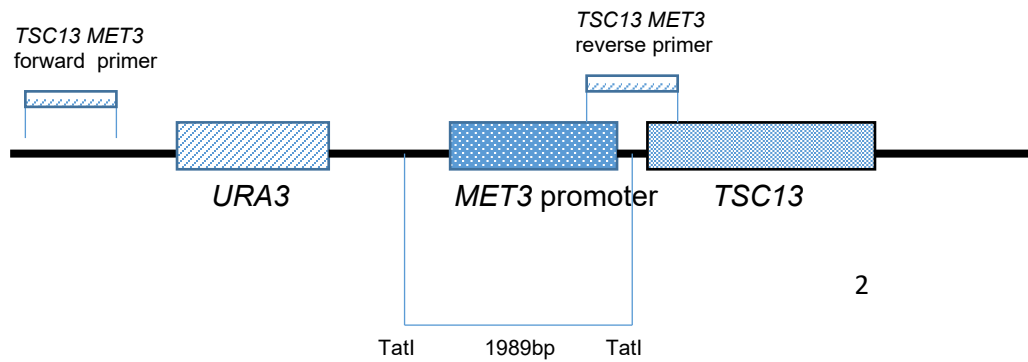 TSC13 MET3
forward primer
TSC13 MET3
reverse primer
URA3
MET3 promoter
TSC13
2
TatI
1989bp
TatI